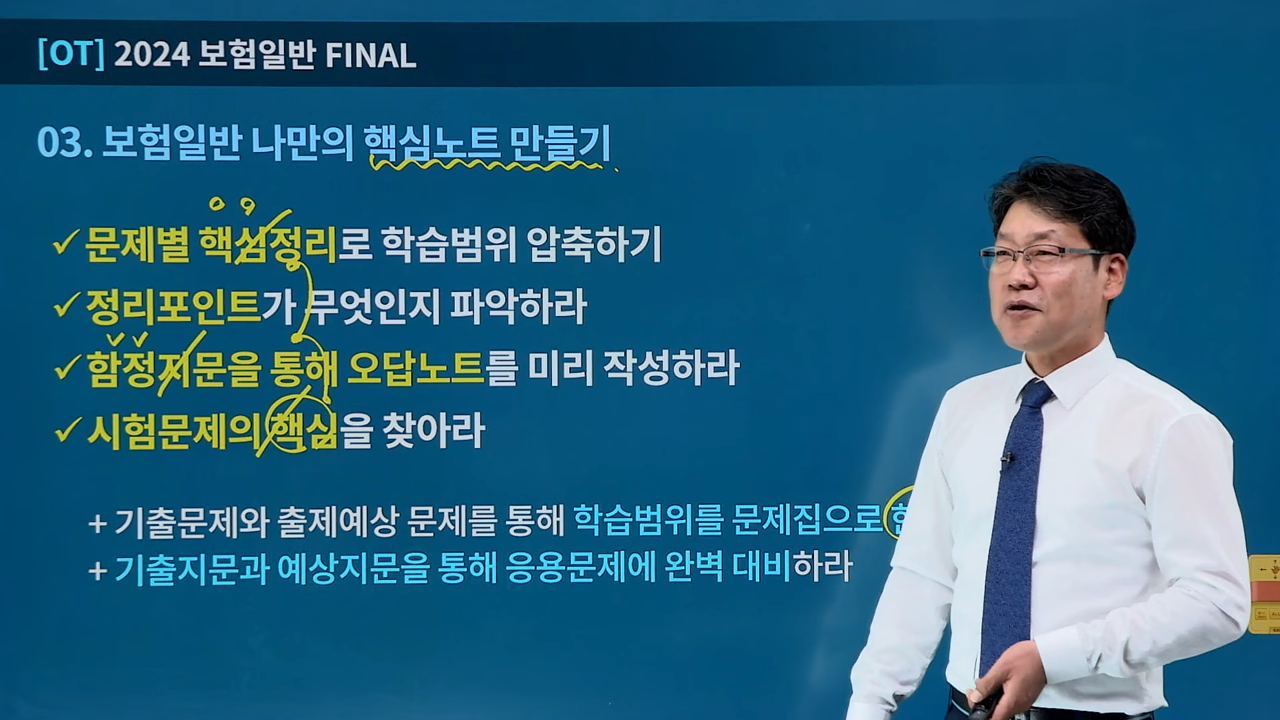 [OT] 2024 보험일반 FINAL
03. 보험일반 나만의 핵심노트 만들기
✓ 문제별 핵심정리로 학습범위 압축하기
✓ 정리포인트가 무엇인지 파악하라
✓ 함정지문을 통해 오답노트를 미리 작성하라
✓ 시험문제의 핵심을 찾아라
+ 기출문제와 출제예상 문제를 통해 학습범위를 문제집으로
+ 기출지문과 예상지문을 통해 응용문제에 완벽 대비하라